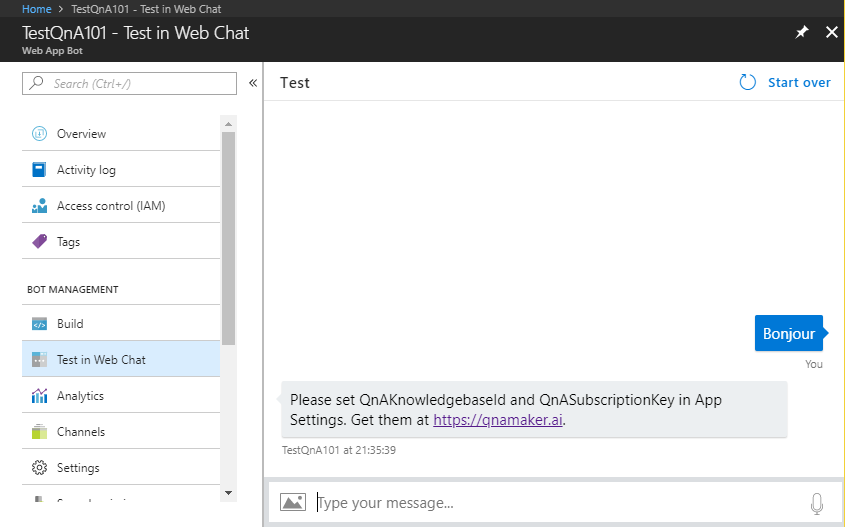 Home > TestQnA101 - Test in Web Chat
TestQnA101 - Test in Web Chat
Web App Bot
Search (Ctrl+/)
«
Overview
Activity log
Access control (IAM)
Tags
BOT MANAGEMENT
Build
Test in Web Chat
Analytics
Channels
Settings
Test
Start over
Bonjour
You
Please set QnAKnowledgebaseId and QnASubscriptionKey in App
Settings. Get them at https://qnamaker.ai.
TestQnA101 at 21:35:39
Type your message...